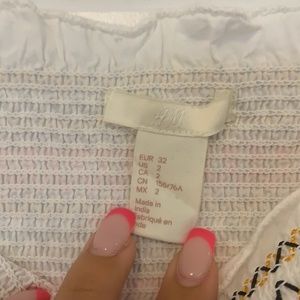 H&M
EUR 32
US 2
CA 2
CN 155/76A
MX 2
Made in
India
Fabriqué en
Inde